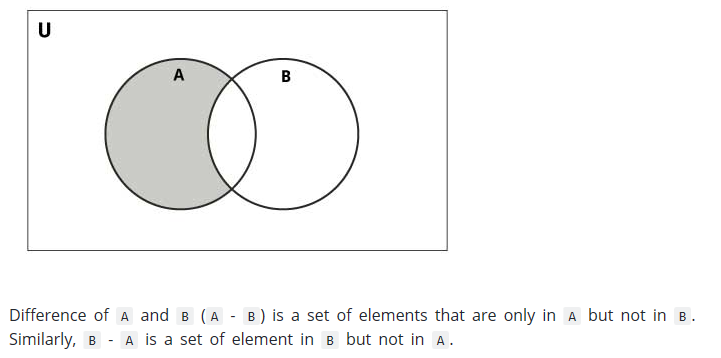 U
A
B
Difference of A and B (A - B) is a set of elements that are only in A but not in B.
Similarly, B - A is a set of element in B but not in A.